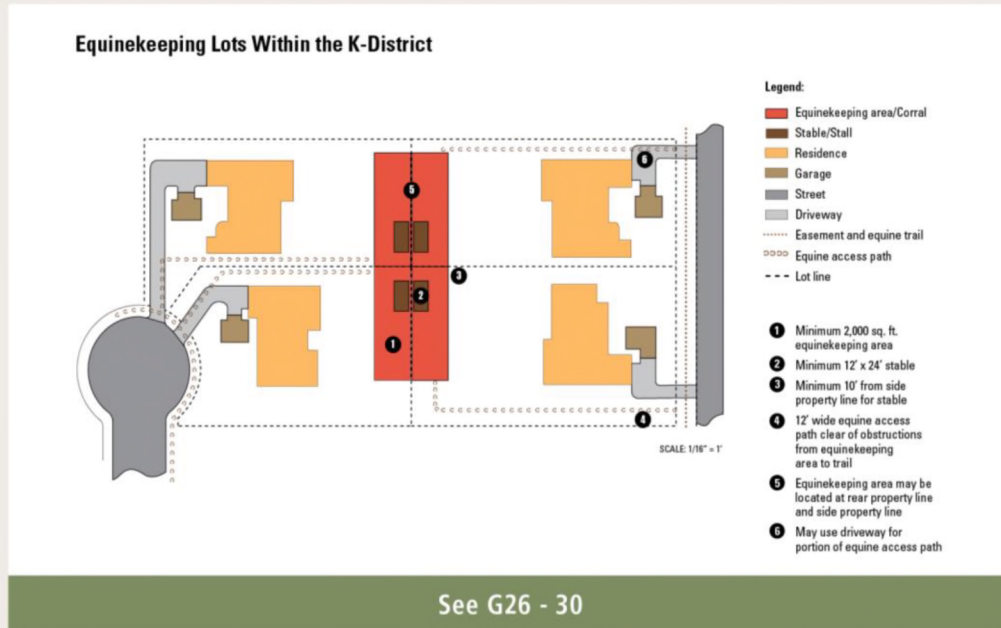 Equinekeeping Lots Within the K-District
Legend:
Equinekeeping area/Corral
Stable/Stall
Residence
Garage
Street
Driveway
Easement and equine trail
Equine access path
Lot line
6
5
3
2
1
4
SCALE: 1/16" = 1'
1 Minimum 2,000 sq. ft.
equinekeeping area
2 Minimum 12' x 24' stable
3 Minimum 10' from side
property line for stable
4 12' wide equine access
path clear of obstructions
from equinekeeping
area to trail
5 Equinekeeping area may be
located at rear property line
and side property line
6 May use driveway for
portion of equine access path
See G26 - 30